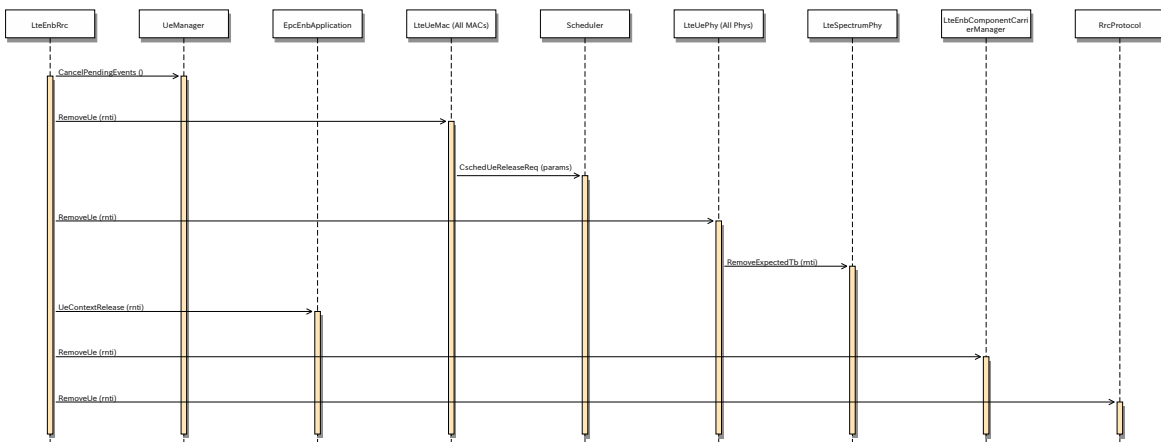 LteEnbRrc
UeManager
EpcEnbApplication
LteUeMac (All MACs)
Scheduler
LteUePhy (All Phys)
LteSpectrumPhy
LteEnbComponentCarri
erManager
RrcProtocol
CancelPendingEvents ()
RemoveUe (rnti)
CschedUeReleaseReq (params)
RemoveUe (rnti)
RemoveExpectedTb (rnti)
UeContextRelease (rnti)
RemoveUe (rnti)
RemoveUe (rnti)